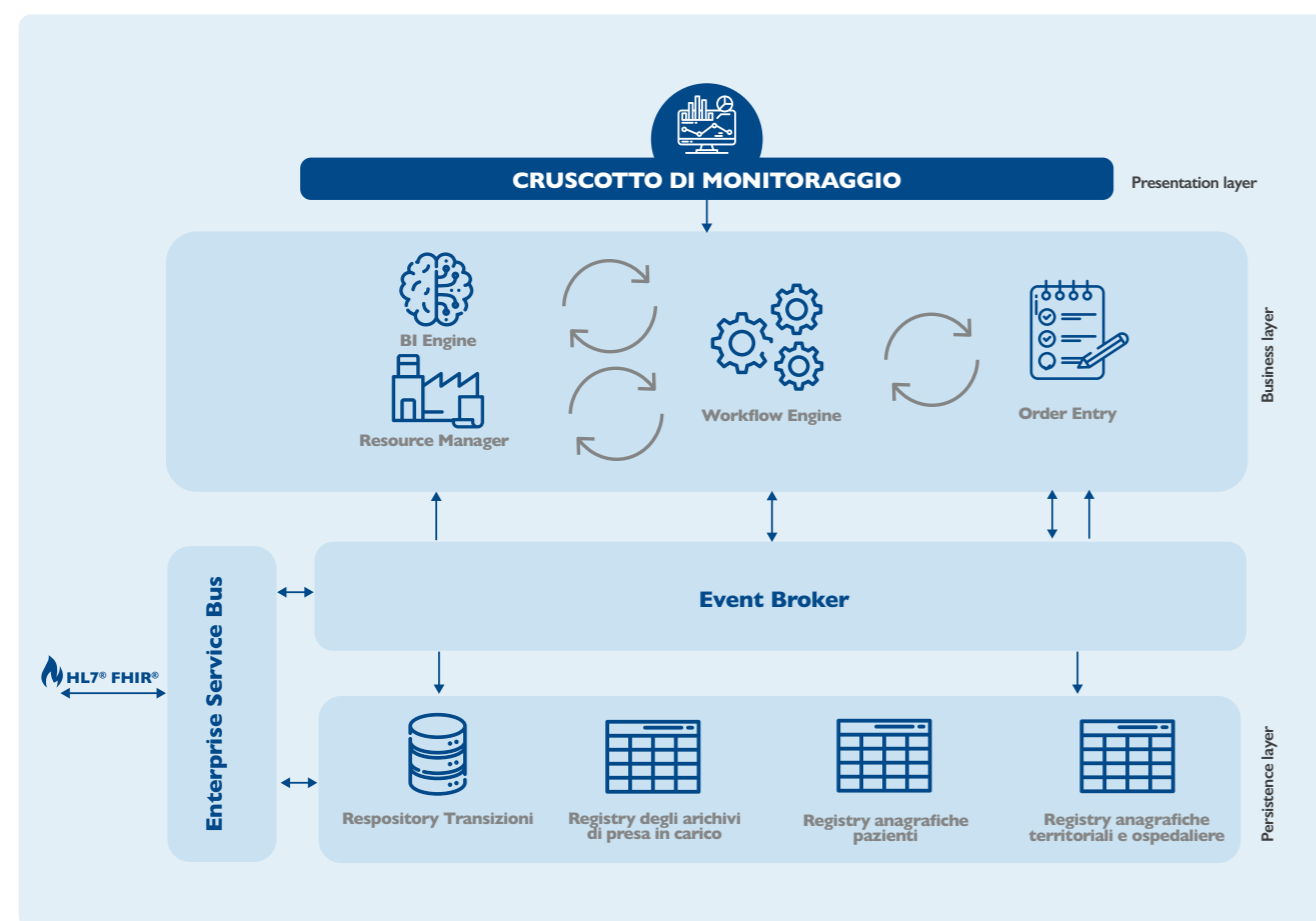 CRUSCOTTO DI MONITORAGGIO
Presentation layer
BI Engine
Resource Manager
Workflow Engine
Order Entry
Business layer
Event Broker
Enterprise Service Bus
HL7® FHIR®
Respository Transizioni
Registry degli arichivi
di presa in carico
Registry anagrafiche
pazienti
Registry anagrafiche
territoriali e ospedaliere
Persistence layer